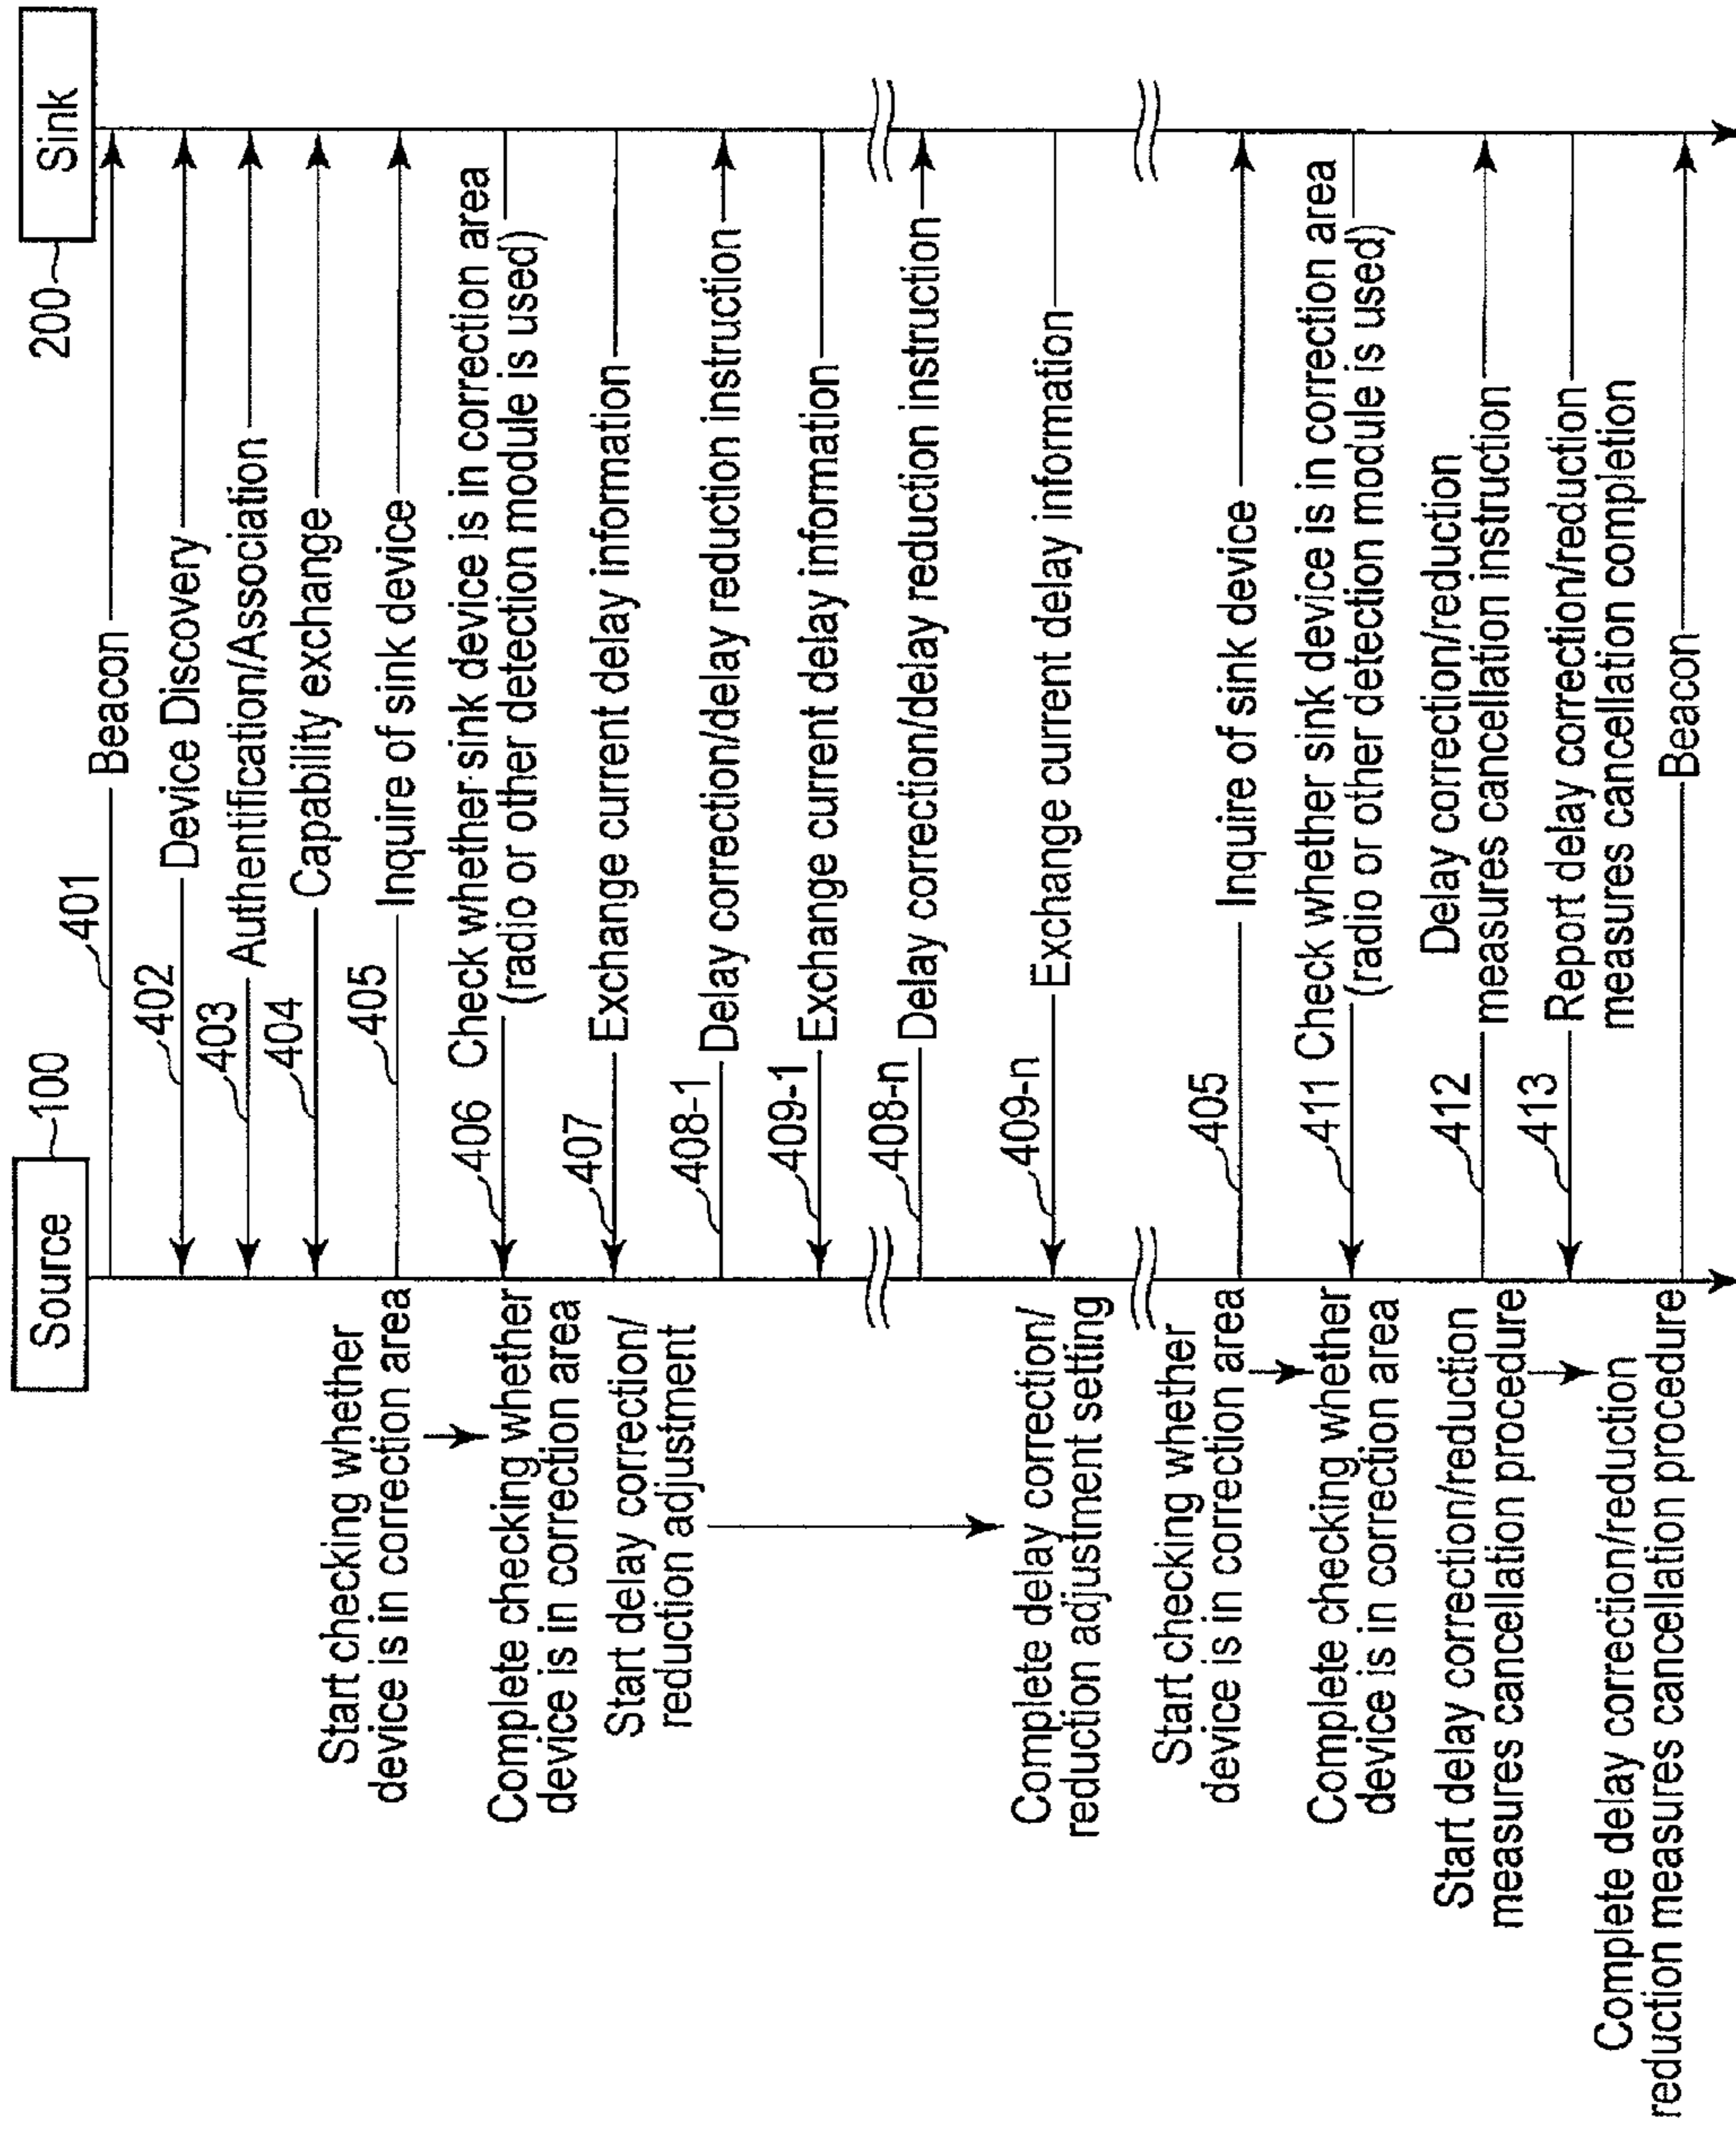 Source
100
Sink
200
401
Beacon
402
Device Discovery
403
Authentification/Association
404
Capability exchange
Start checking whether
device is in correction area
405
Inquire of sink device
Complete checking whether
device is in correction area
406
Check whether sink device is in correction area
(radio or other detection module is used)
Start delay correction/
reduction adjustment
407
Exchange current delay information
408-1
Delay correction/delay reduction instruction
409-1
Exchange current delay information
408-n
Delay correction/delay reduction instruction
Complete delay correction/
reduction adjustment setting
409-n
Exchange current delay information
Start checking whether
device is in correction area
405
Inquire of sink device
Complete checking whether
device is in correction area
411
Check whether sink device is in correction area
(radio or other detection module is used)
Start delay correction/reduction
measures cancellation procedure
412
Delay correction/reduction
measures cancellation instruction
413
Report delay correction/reduction
measures cancellation completion
Complete delay correction/reduction
reduction measures cancellation procedure
Beacon